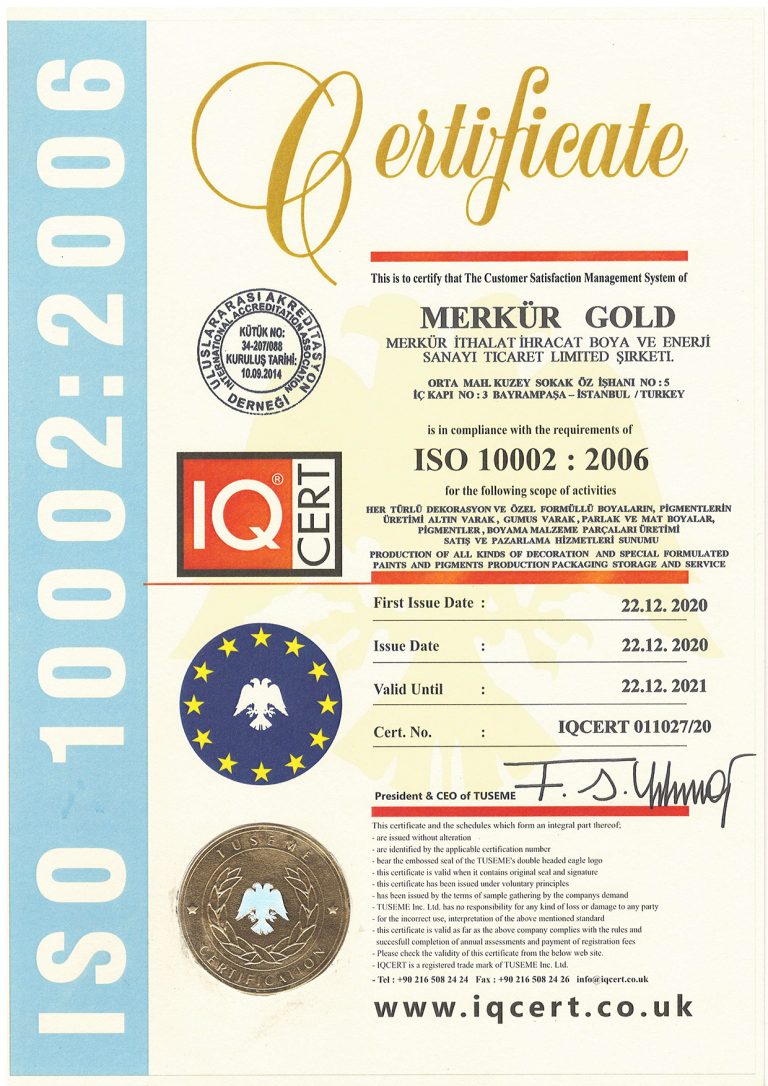 ISO 10002:2006
Certificate
This is to certify that The Customer Satisfaction Management System of
MERKÜR GOLD
MERKÜR İTHALAT İHRACAT BOYA VE ENERJİ
SANAYI TICARET LIMITED ŞIRKETI.
ORTA MAH. KUZEY SOKAK ÖZ İŞHANI NO : 5
İÇ KAPI NO : 3 BAYRAMPAŞA – İSTANBUL / TURKEY
is in compliance with the requirements of
ISO 10002 : 2006
for the following scope of activities
HER TÜRLÜ DEKORASYON VE ÖZEL FORMÜLLÜ BOYALARIN, PİGMENTLERİN
ÜRETİMİ ALTIN VARAK , GUMUS VARAK , PARLAK VE MAT BOYALAR,
PİGMENTLER , BOYAMA MALZEME PARÇALARI ÜRETİMİ
SATIŞ VE PAZARLAMA HİZMETLERİ SUNUMU
PRODUCTION OF ALL KINDS OF DECORATION AND SPECIAL FORMULATED
PAINTS AND PIGMENTS PRODUCTION PACKAGING STORAGE AND SERVICE
ULUSLARARASI AKREDİTASYON
DERNEĞİ
INTERNATIONAL ACCREDITATION ASSOCIATION
KÜTÜK NO:
34-207/088
KURULUŞ TARİHİ:
10.09.2014
IQ®
CERT
First Issue Date : 22.12. 2020
Issue Date : 22.12. 2020
Valid Until : 22.12. 2021
Cert. No. : IQCERT 011027/20
President & CEO of TUSEME
TUSEME
CERTIFICATION
This certificate and the schedules which form an integral part thereof;
- are issued without alteration
- are identified by the applicable certification number
- bear the embossed seal of the TUSEME's double headed eagle logo
- this certificate is valid when it contains original seal and signature
- this certificate has been issued under voluntary principles
- has been issued by the terms of sample gathering by the companys demand
- TUSEME Inc. Ltd. has no responsibility for any kind of loss or damage to any party
- for the incorrect use, interpretation of the above mentioned standard
- this certificate is valid as far as the above company complies with the rules and
succesfull completion of annual assessments and payment of registration fees
- Please check the validity of this certificate from the below web site.
- IQCERT is a registered trade mark of TUSEME Inc. Ltd.
- Tel : +90 216 508 24 24 Fax : +90 216 508 24 26 info@iqcert.co.uk
www.iqcert.co.uk